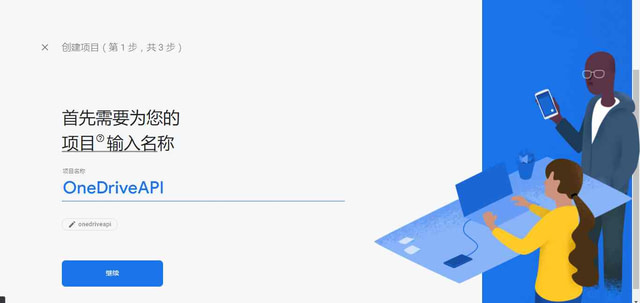 创建项目（第 1 步，共 3 步）
首先需要为您的
项目?输入名称
项目名称
OneDriveAPI
onedriveapi
继续